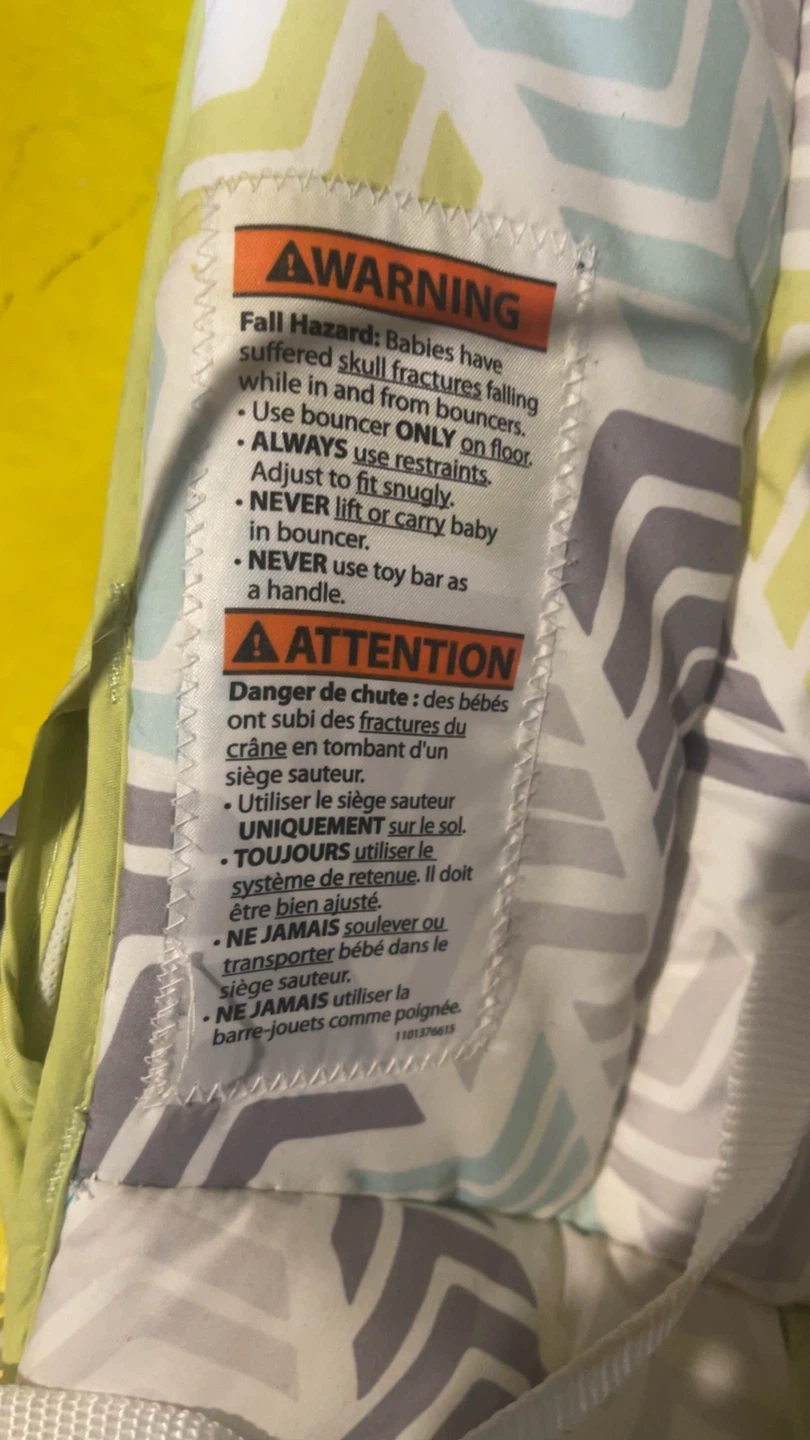 ⚠WARNING
Fall Hazard: Babies have
suffered skull fractures falling
while in and from bouncers.
• Use bouncer ONLY on floor.
• ALWAYS use restraints.
Adjust to fit snugly.
• NEVER lift or carry baby
in bouncer.
• NEVER use toy bar as
a handle.
⚠ATTENTION
Danger de chute : des bébés
ont subi des fractures du
crâne en tombant d'un
siège sauteur.
• Utiliser le siège sauteur
UNIQUEMENT sur le sol.
• TOUJOURS utiliser le
système de retenue. Il doit
être bien ajusté.
• NE JAMAIS soulever ou
transporter bébé dans le
siège sauteur.
• NE JAMAIS utiliser la
barre-jouets comme poignée.
1101376615